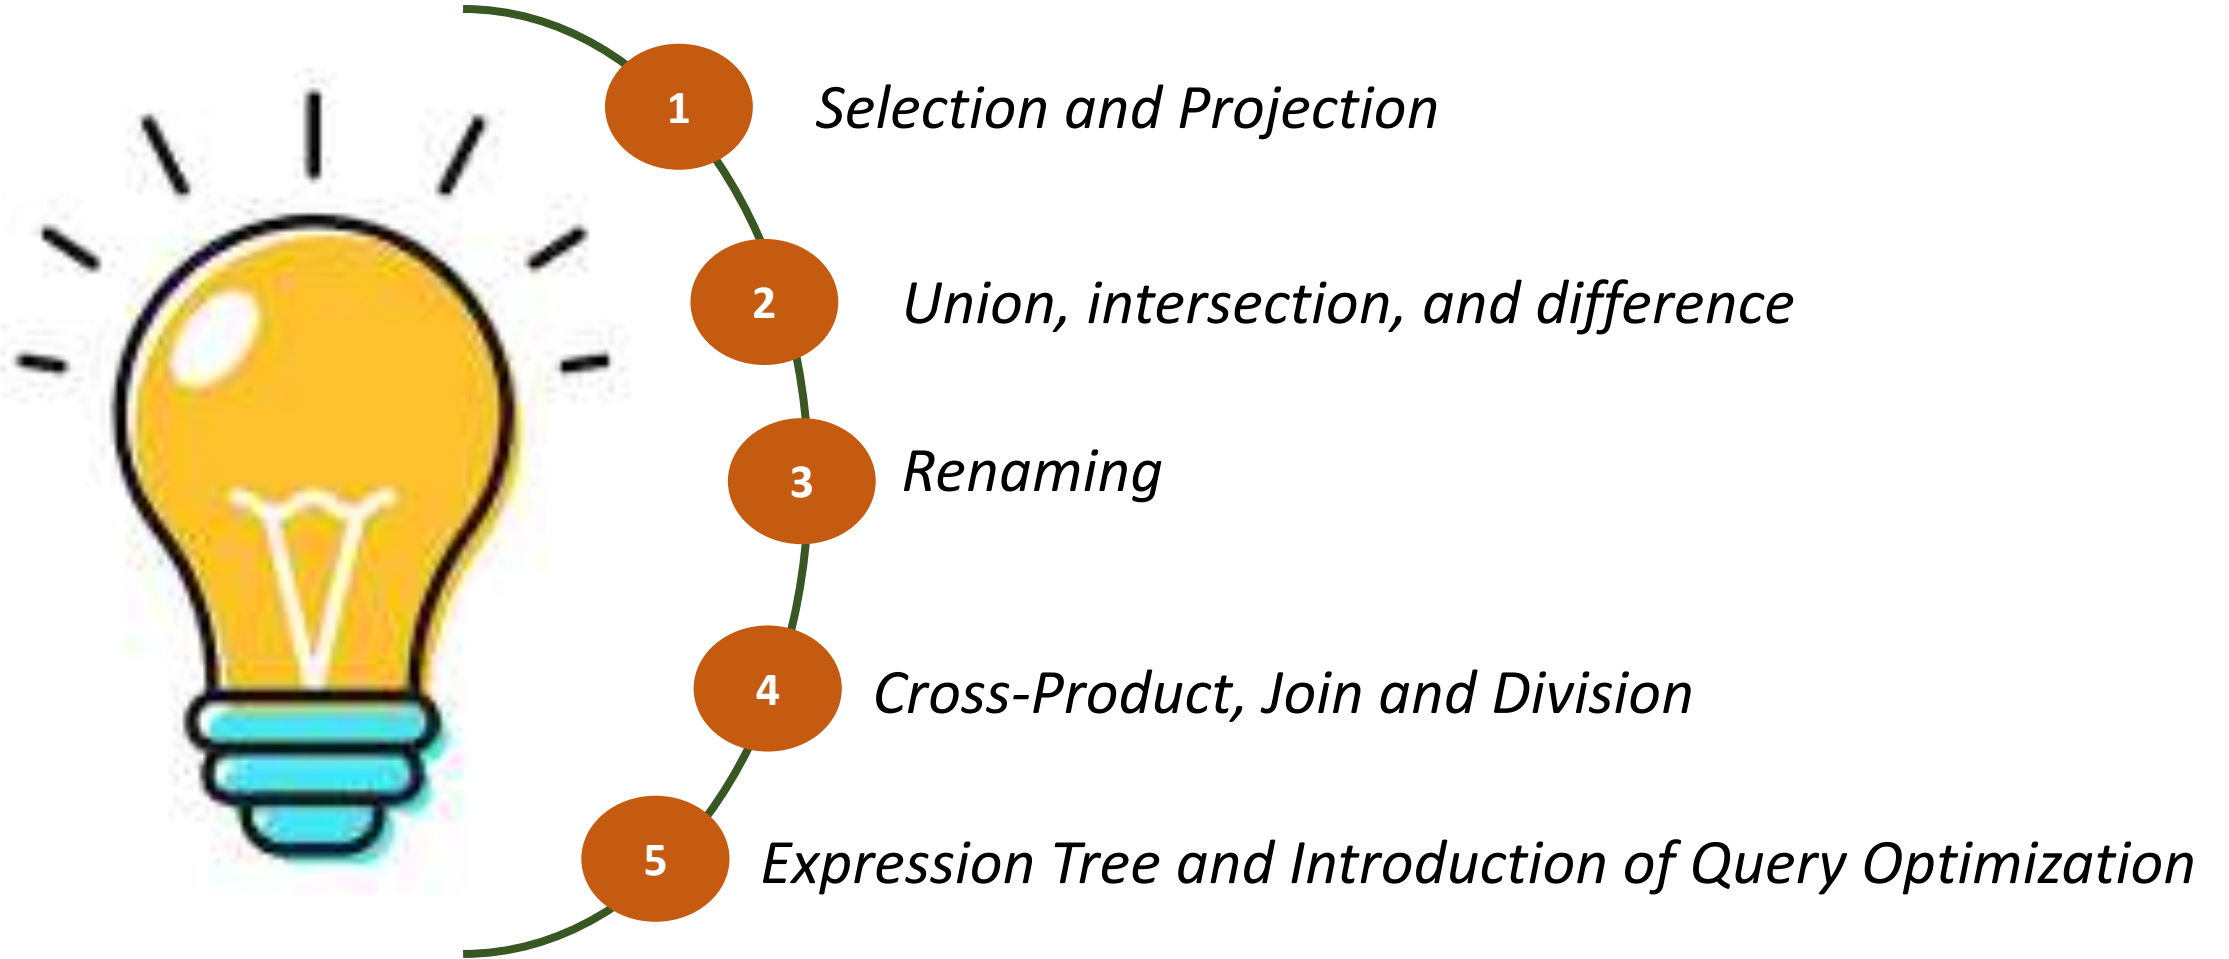 1 Selection and Projection
2 Union, intersection, and difference
3 Renaming
4 Cross-Product, Join and Division
5 Expression Tree and Introduction of Query Optimization